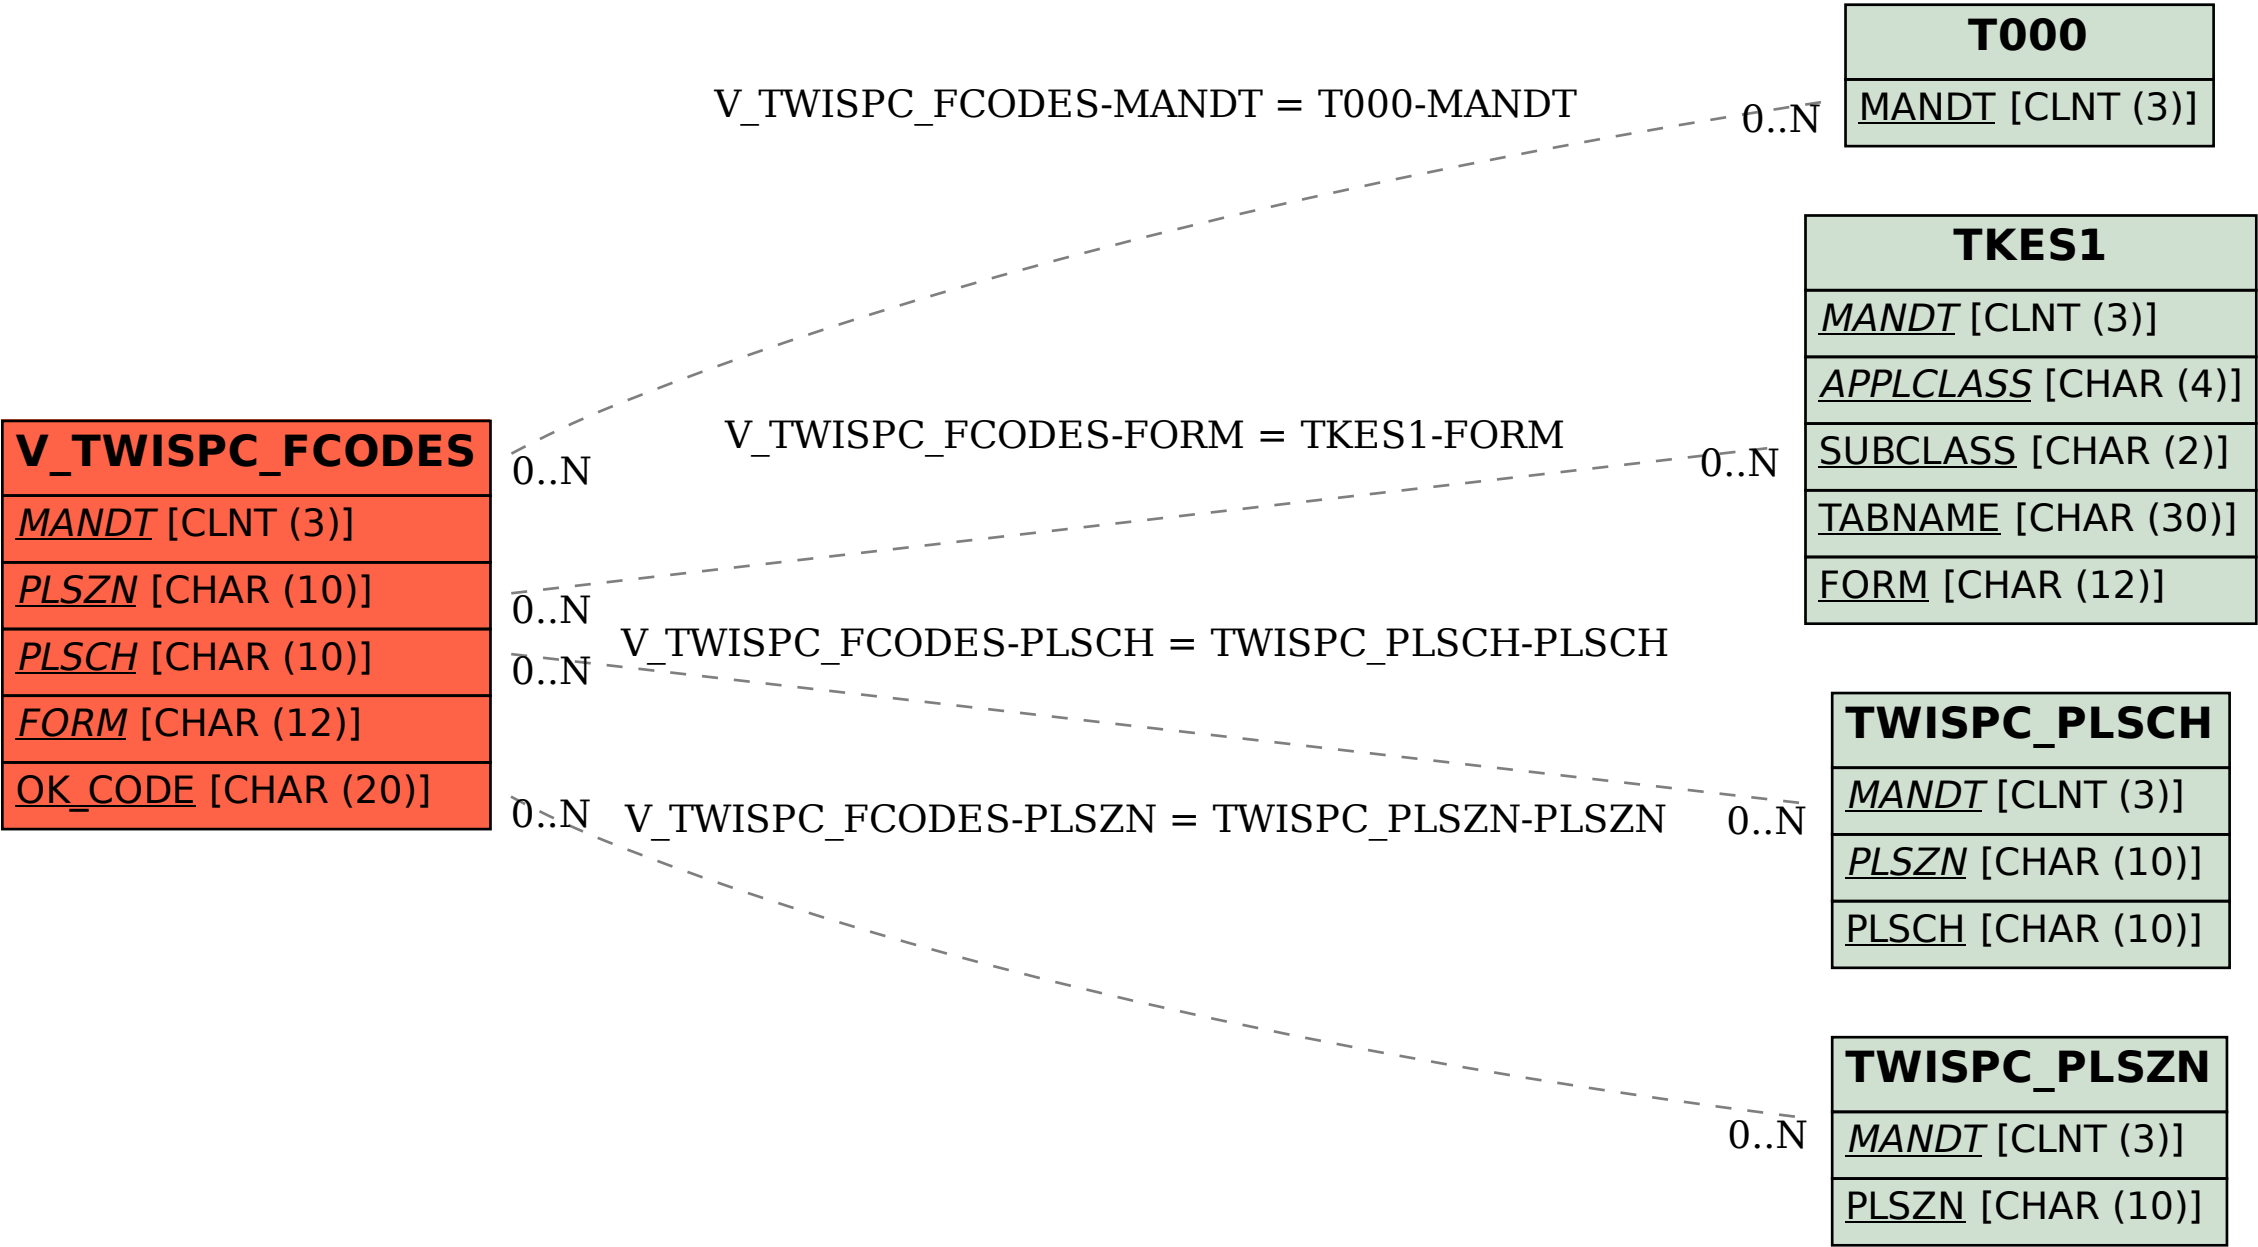 T000
MANDT [CLNT (3)]
V_TWISPC_FCODES-MANDT = T000-MANDT
0..N
TKES1
MANDT [CLNT (3)]
APPLCLASS [CHAR (4)]
SUBCLASS [CHAR (2)]
TABNAME [CHAR (30)]
FORM [CHAR (12)]
V_TWISPC_FCODES-FORM = TKES1-FORM
0..N
V_TWISPC_FCODES
MANDT [CLNT (3)]
PLSZN [CHAR (10)]
PLSCH [CHAR (10)]
FORM [CHAR (12)]
OK_CODE [CHAR (20)]
0..N
0..N
0..N
0..N
V_TWISPC_FCODES-PLSCH = TWISPC_PLSCH-PLSCH
V_TWISPC_FCODES-PLSZN = TWISPC_PLSZN-PLSZN
0..N
TWISPC_PLSCH
MANDT [CLNT (3)]
PLSZN [CHAR (10)]
PLSCH [CHAR (10)]
0..N
TWISPC_PLSZN
MANDT [CLNT (3)]
PLSZN [CHAR (10)]